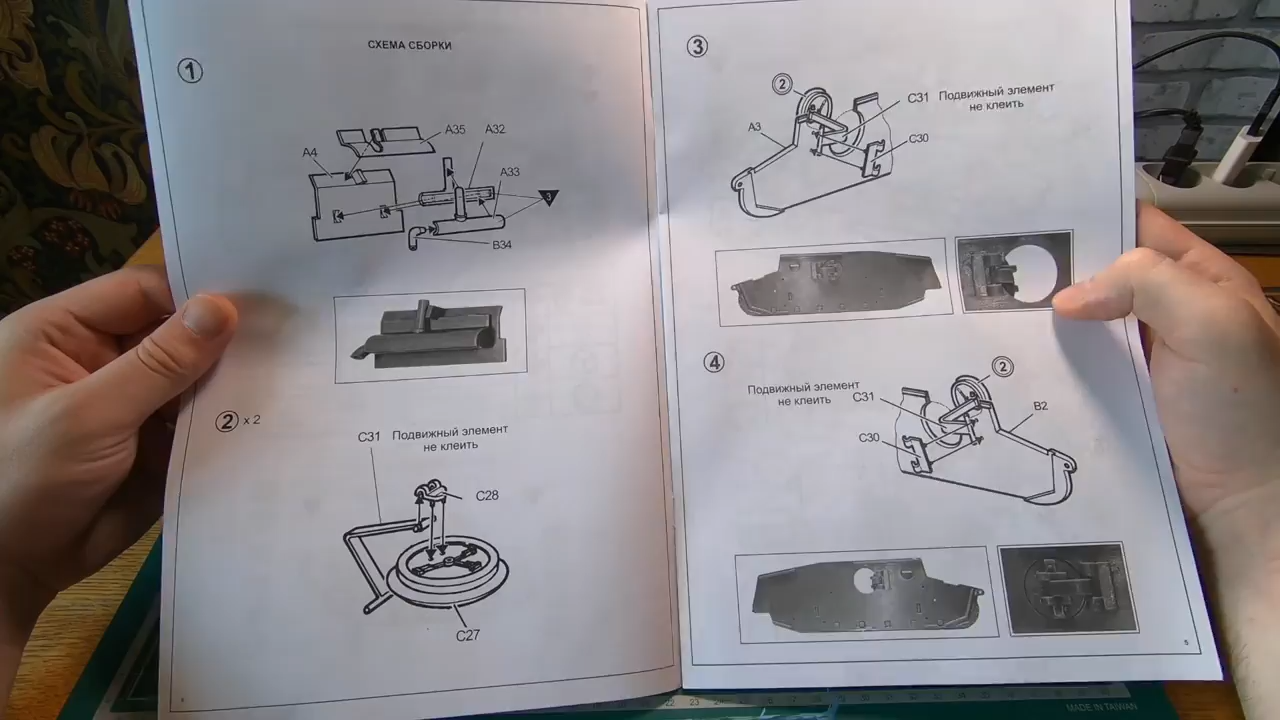 СХЕМА СБОРКИ
1
A35
A32
A4
A33
3
B34
2 x 2
C31 Подвижный элемент
не клеить
C28
C27
3
2
C31 Подвижный элемент
не клеить
A3
C30
4
2
Подвижный элемент
не клеить
C31
B2
C30
5
MADE IN TAIWAN